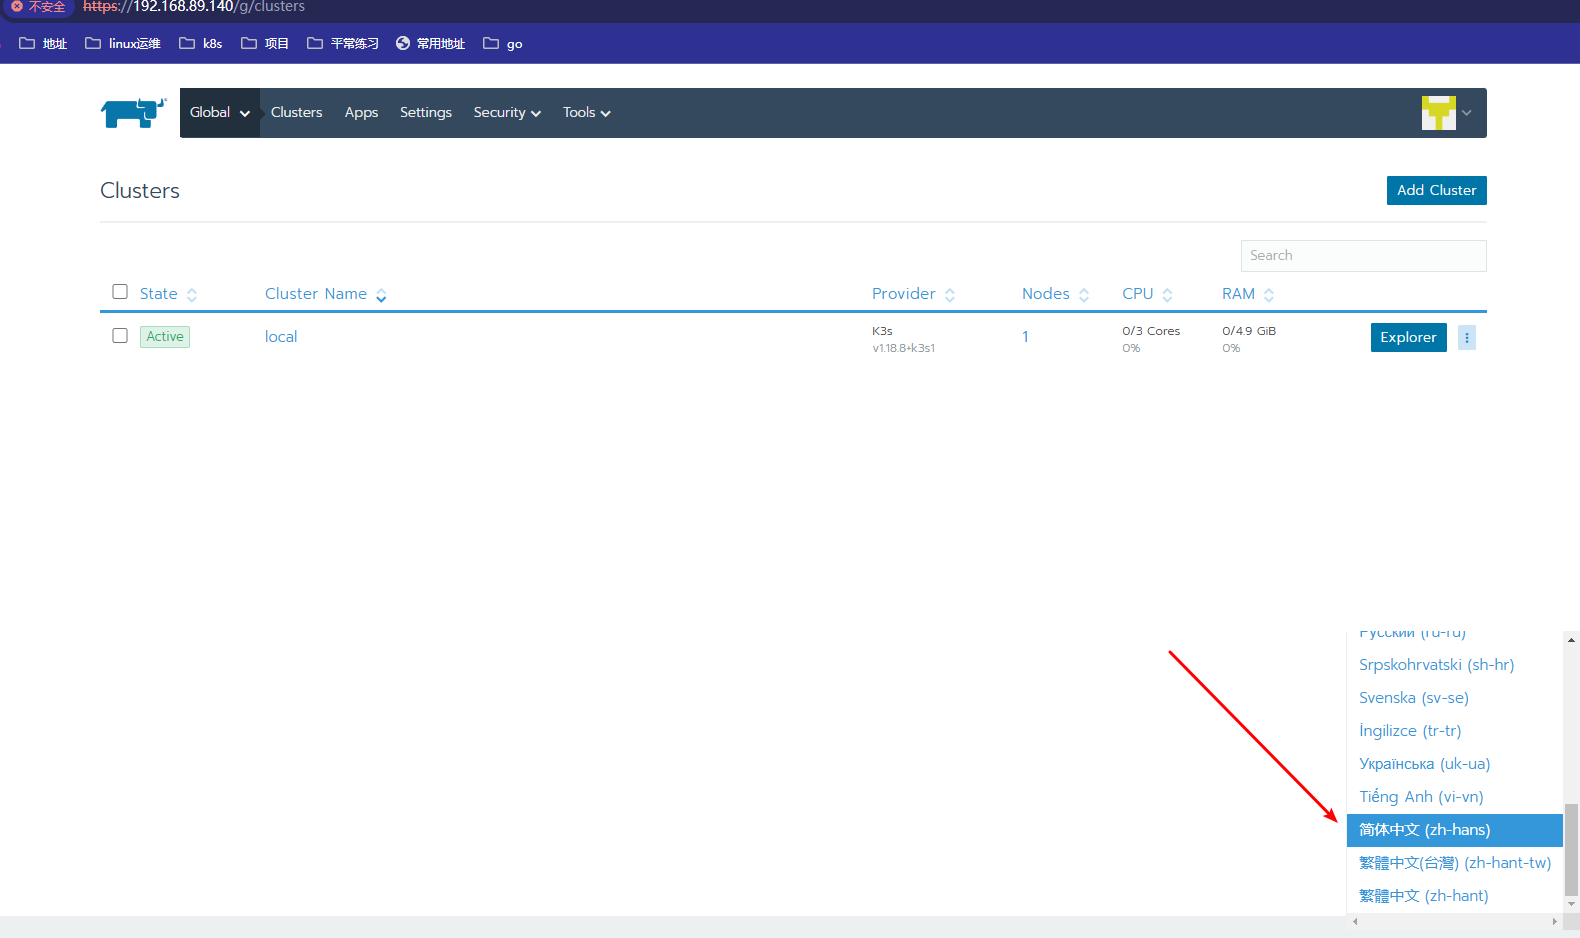 不安全 https://192.168.89.140/g/clusters
地址 linux运维 k8s 项目 平常练习 常用地址 go
Global Clusters Apps Settings Security Tools
Clusters
Add Cluster
Search
State Cluster Name Provider Nodes CPU RAM
Active local K3s 1 0/3 Cores 0/4.9 GiB Explorer
v1.18.8+k3s1 0% 0%
Русский (ru-ru)
Srpskohrvatski (sh-hr)
Svenska (sv-se)
İngilizce (tr-tr)
Українська (uk-ua)
Tiếng Anh (vi-vn)
简体中文 (zh-hans)
繁體中文(台灣) (zh-hant-tw)
繁體中文 (zh-hant)